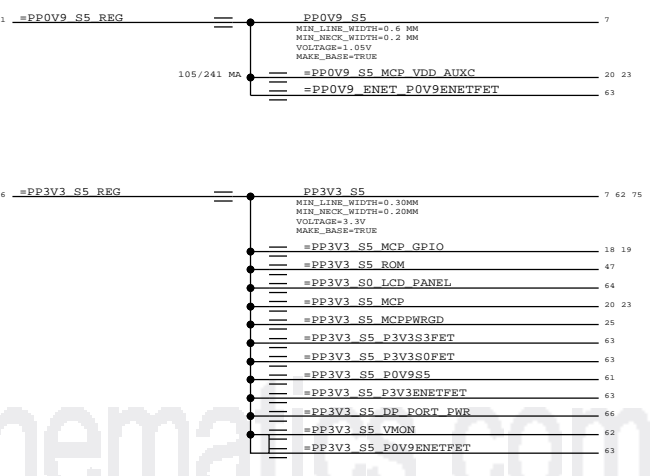 1 =PP0V9_S5_REG PP0V9_S5 7
MIN_LINE_WIDTH=0.6 MM
MIN_NECK_WIDTH=0.2 MM
VOLTAGE=1.05V
MAKE_BASE=TRUE
105/241 MA =PP0V9_S5_MCP_VDD_AUXC 20 23
=PP0V9_ENET_P0V9ENETFET 63
6 =PP3V3_S5_REG PP3V3_S5 7 62 75
MIN_LINE_WIDTH=0.30MM
MIN_NECK_WIDTH=0.20MM
VOLTAGE=3.3V
MAKE_BASE=TRUE
=PP3V3_S5_MCP_GPIO 18 19
=PP3V3_S5_ROM 47
=PP3V3_S0_LCD_PANEL 64
=PP3V3_S5_MCP 20 23
=PP3V3_S5_MCPPWRGD 25
=PP3V3_S5_P3V3S3FET 63
=PP3V3_S5_P3V3S0FET 63
=PP3V3_S5_P0V9S5 61
=PP3V3_S5_P3V3ENETFET 63
=PP3V3_S5_DP_PORT_PWR 66
=PP3V3_S5_VMON 62
=PP3V3_S5_P0V9ENETFET 63
hematics.com